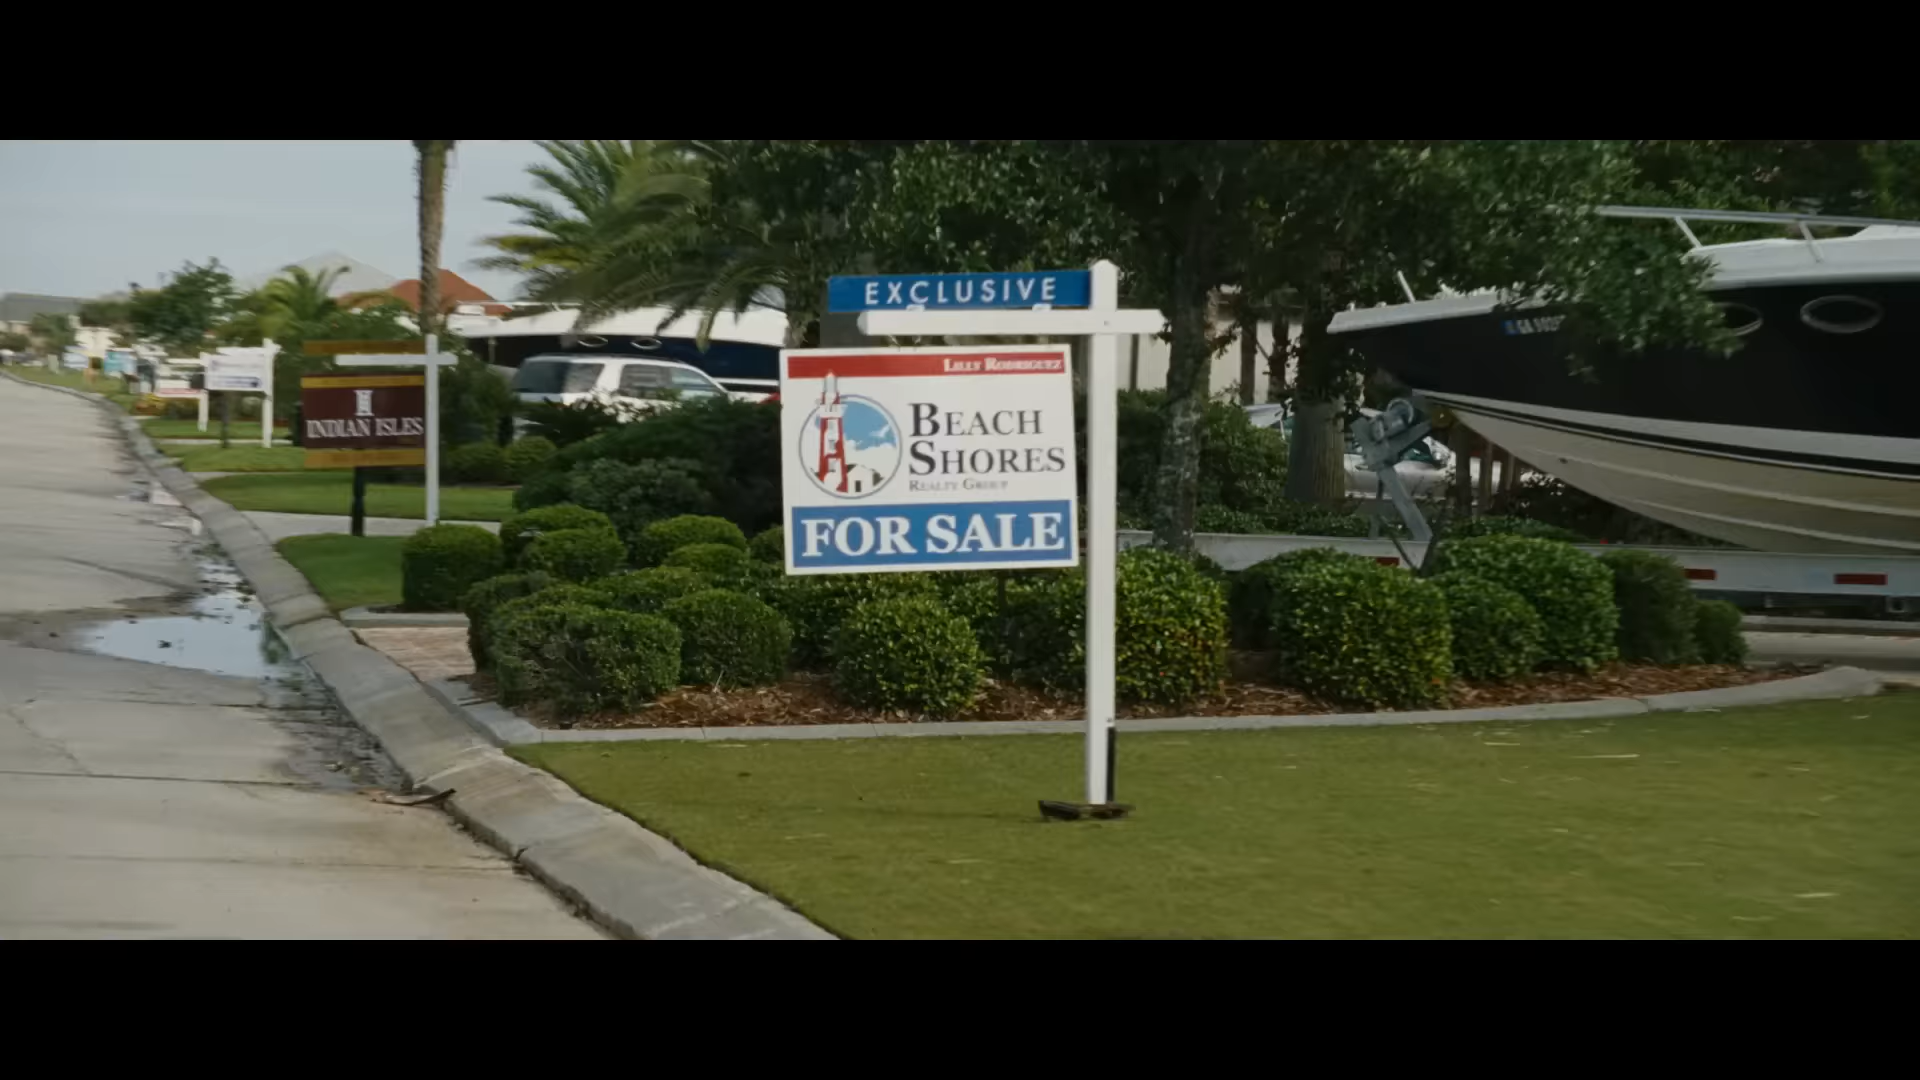 EXCLUSIVE
LILLY RODRIGUEZ
BEACH
SHORES
REALTY GROUP
FOR SALE
INDIAN ISLES